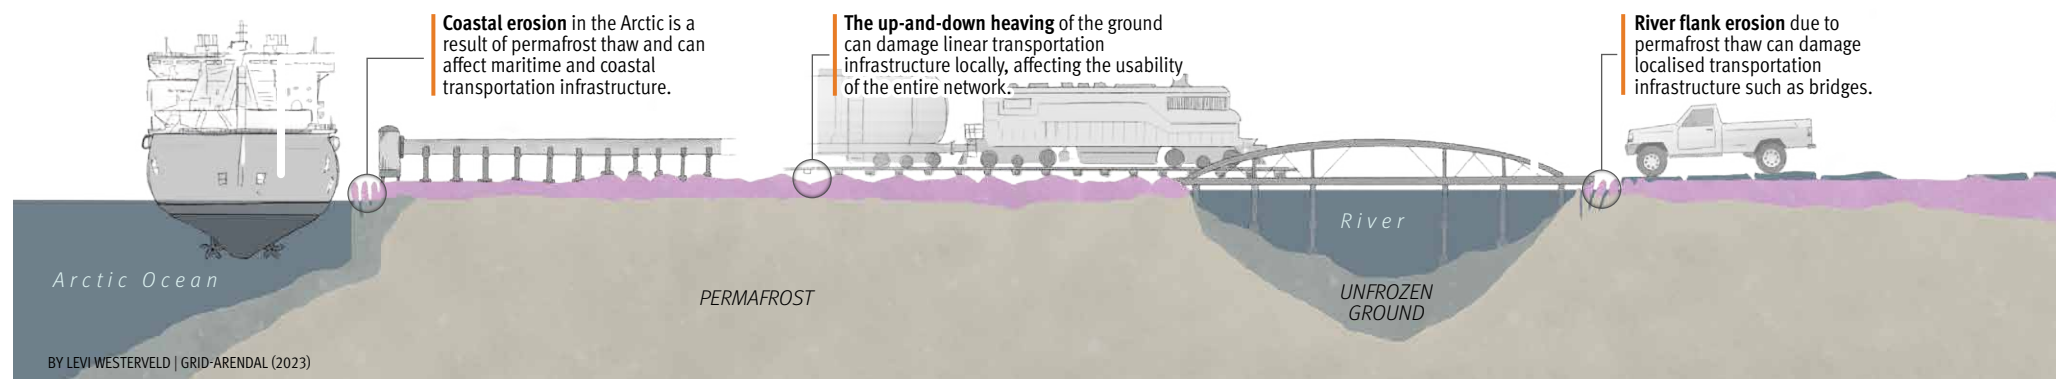 Coastal erosion in the Arctic is a
result of permafrost thaw and can
affect maritime and coastal
transportation infrastructure.
The up-and-down heaving of the ground
can damage linear transportation
infrastructure locally, affecting the usability
of the entire network.
River flank erosion due to
permafrost thaw can damage
localised transportation
infrastructure such as bridges.
River
Arctic Ocean
PERMAFROST
UNFROZEN
GROUND
BY LEVI WESTERVELD | GRID-ARENDAL (2023)